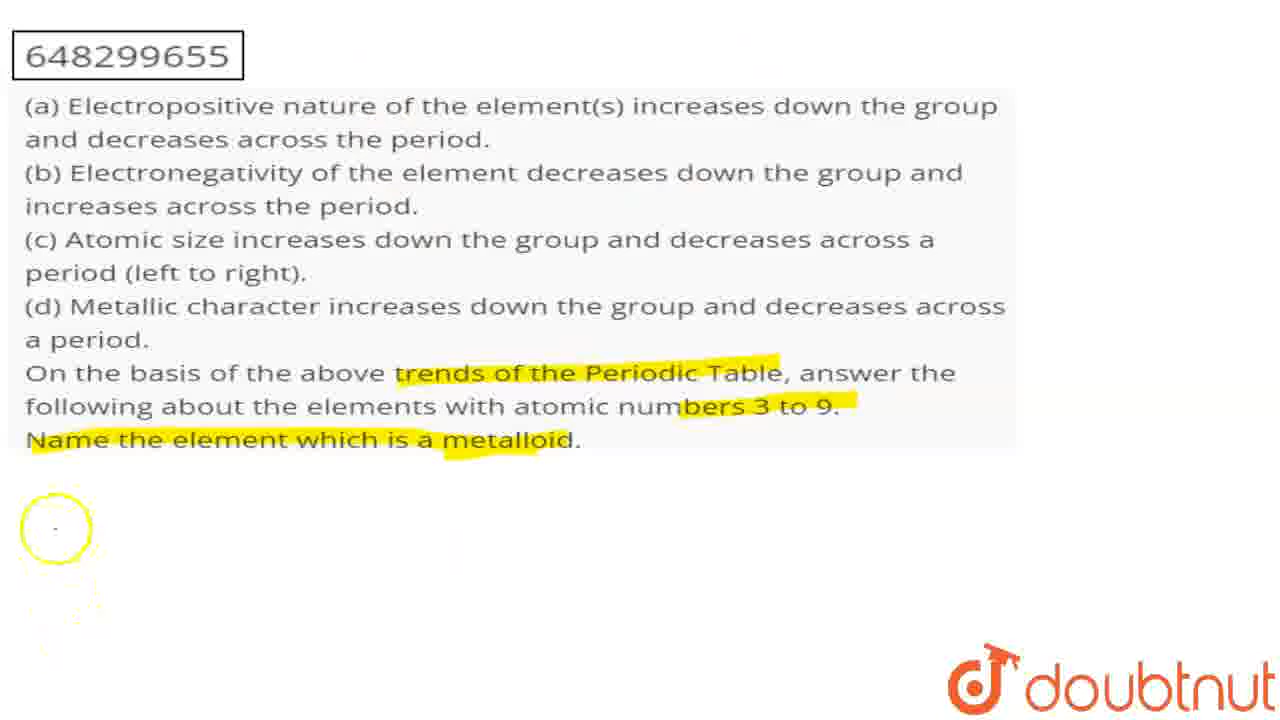 648299655
(a) Electropositive nature of the element(s) increases down the group
and decreases across the period.
(b) Electronegativity of the element decreases down the group and
increases across the period.
(c) Atomic size increases down the group and decreases across a
period (left to right).
(d) Metallic character increases down the group and decreases across
a period.
On the basis of the above trends of the Periodic Table, answer the
following about the elements with atomic numbers 3 to 9.
Name the element which is a metalloid.
doubtnut